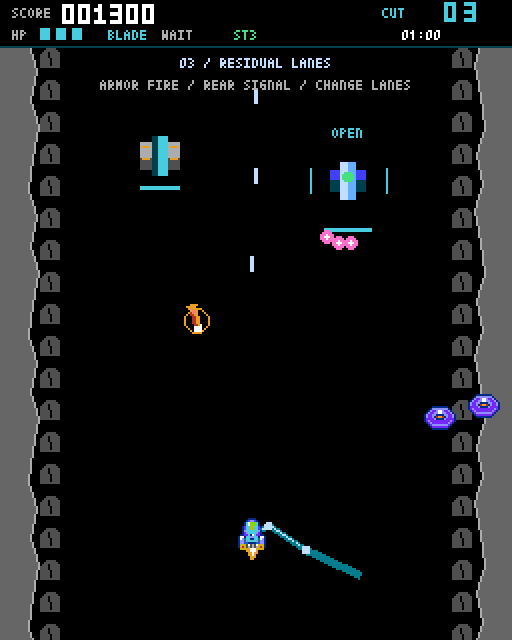 SCORE 001300 CUT 03
HP BLADE WAIT ST3 01:00
03 / RESIDUAL LANES
ARMOR FIRE / REAR SIGNAL / CHANGE LANES
OPEN